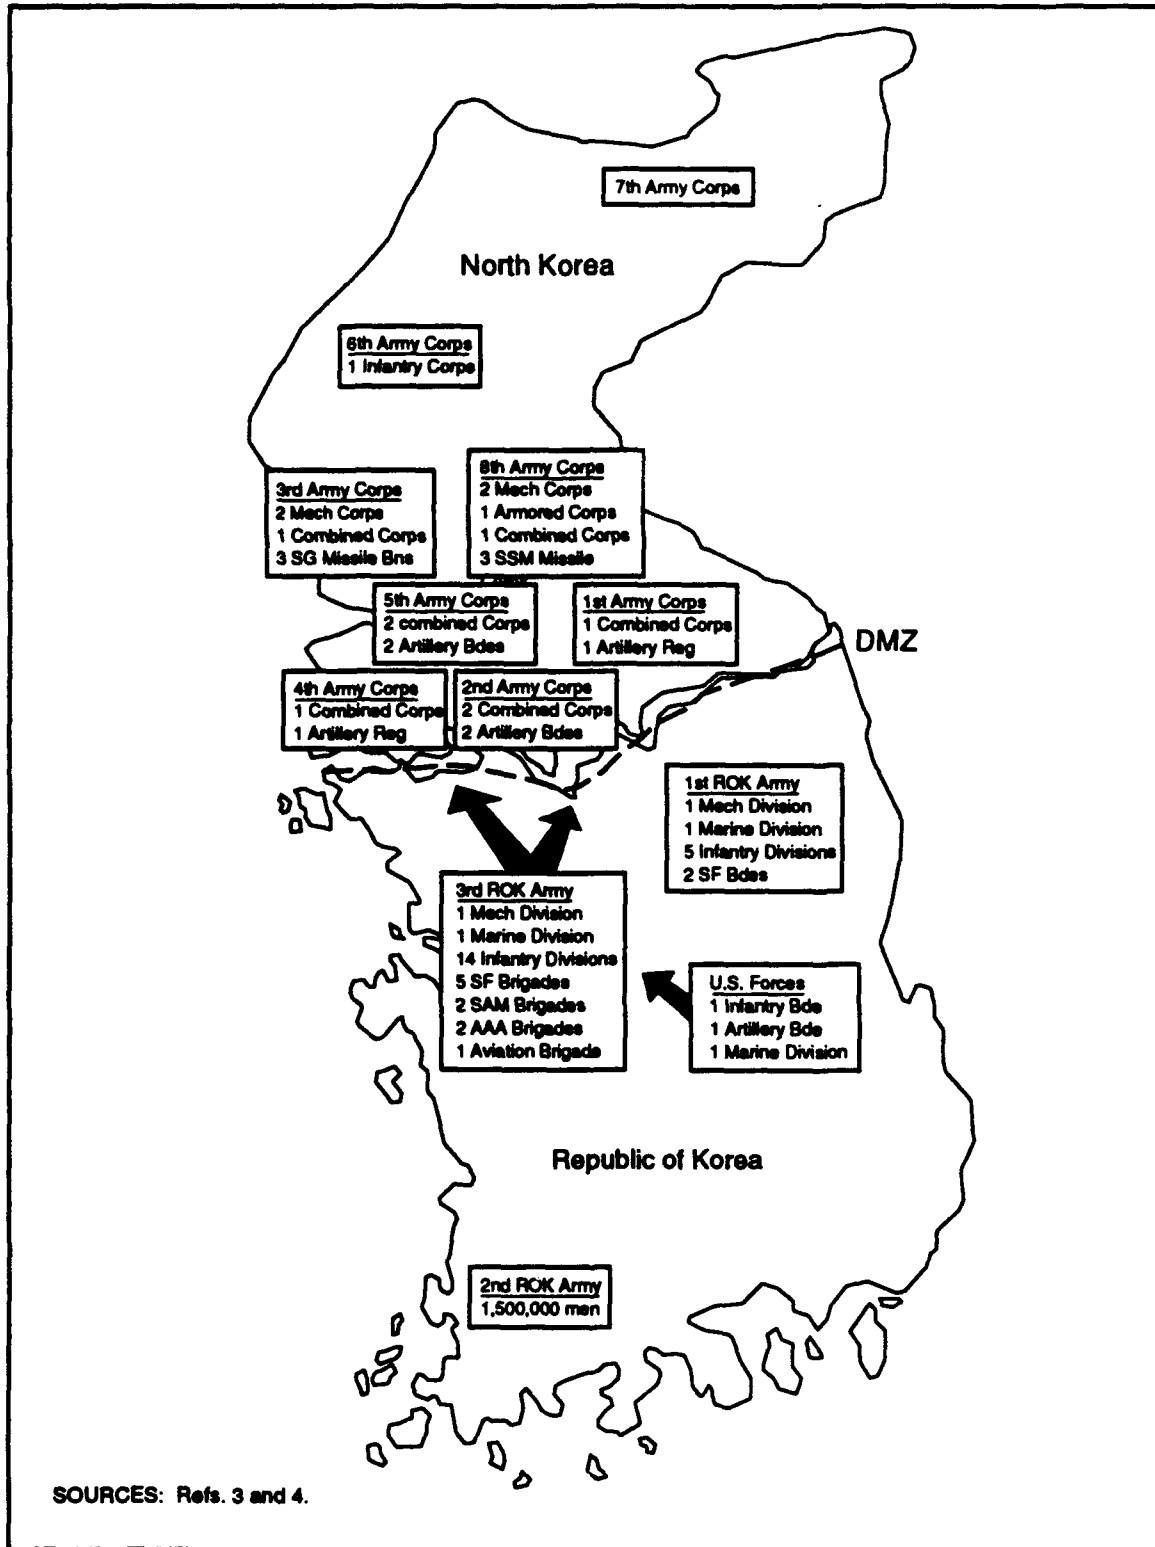 7th Army Corps
North Korea
6th Army Corps
1 Infantry Corps
3rd Army Corps
2 Mech Corps
1 Combined Corps
3 SG Missile Bns
8th Army Corps
2 Mech Corps
1 Armored Corps
1 Combined Corps
3 SSM Missile
5th Army Corps
2 combined Corps
2 Artillery Bdes
1st Army Corps
1 Combined Corps
1 Artillery Reg
DMZ
4th Army Corps
1 Combined Corps
1 Artillery Reg
2nd Army Corps
2 Combined Corps
2 Artillery Bdes
1st ROK Army
1 Mech Division
1 Marine Division
5 Infantry Divisions
2 SF Bdes
3rd ROK Army
1 Mech Division
1 Marine Division
14 Infantry Divisions
5 SF Brigades
2 SAM Brigades
2 AAA Brigades
1 Aviation Brigade
U.S. Forces
1 Infantry Bde
1 Artillery Bde
1 Marine Division
Republic of Korea
2nd ROK Army
1,500,000 men
SOURCES: Refs. 3 and 4.